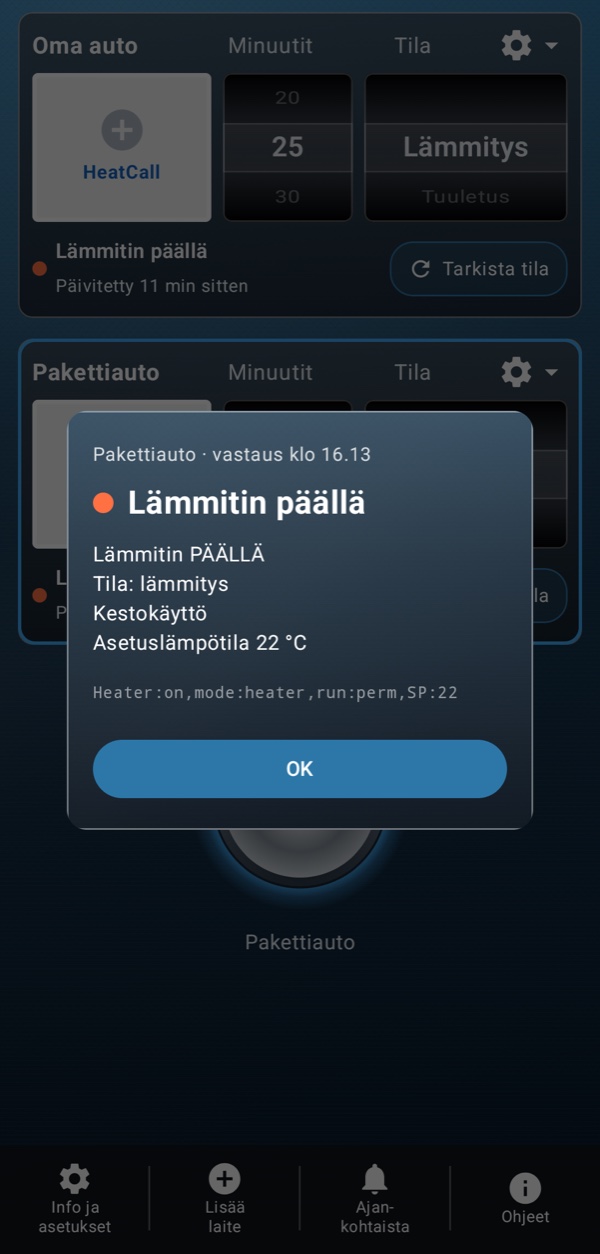 Oma auto
Minuutit
Tila
20
25
30
Lämmitys
Tuuletus
HeatCall
Lämmitin päällä
Päivitetty 11 min sitten
Tarkista tila
Pakettiauto
Minuutit
Tila
Pakettiauto · vastaus klo 16.13
Lämmitin päällä
Lämmitin PÄÄLLÄ
Tila: lämmitys
Kestokäyttö
Asetuslämpötila 22 °C
Heater:on,mode:heater,run:perm,SP:22
OK
L
P
la
Pakettiauto
Info ja
asetukset
Lisää
laite
Ajan-
kohtaista
Ohjeet